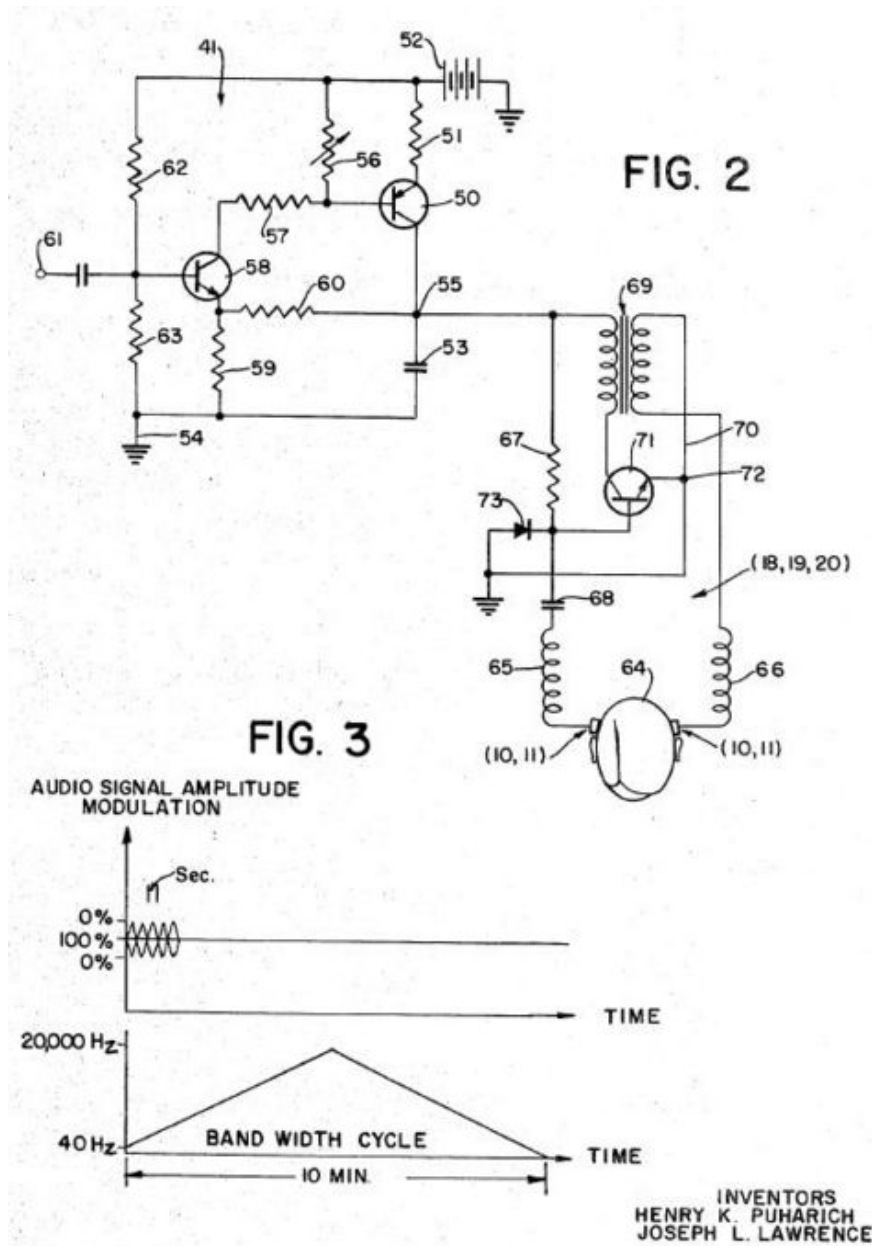 52
41
51
56
FIG. 2
62
50
57
61
58
55
69
60
63
53
59
54
67
71
70
72
73
(18, 19, 20)
68
65
64
66
FIG. 3
(10, 11)
(10, 11)
AUDIO SIGNAL AMPLITUDE
MODULATION
Sec.
0%
100%
0%
TIME
20,000 Hz
40 Hz
BAND WIDTH CYCLE
TIME
10 MIN.
INVENTORS
HENRY K. PUHARICH
JOSEPH L. LAWRENCE